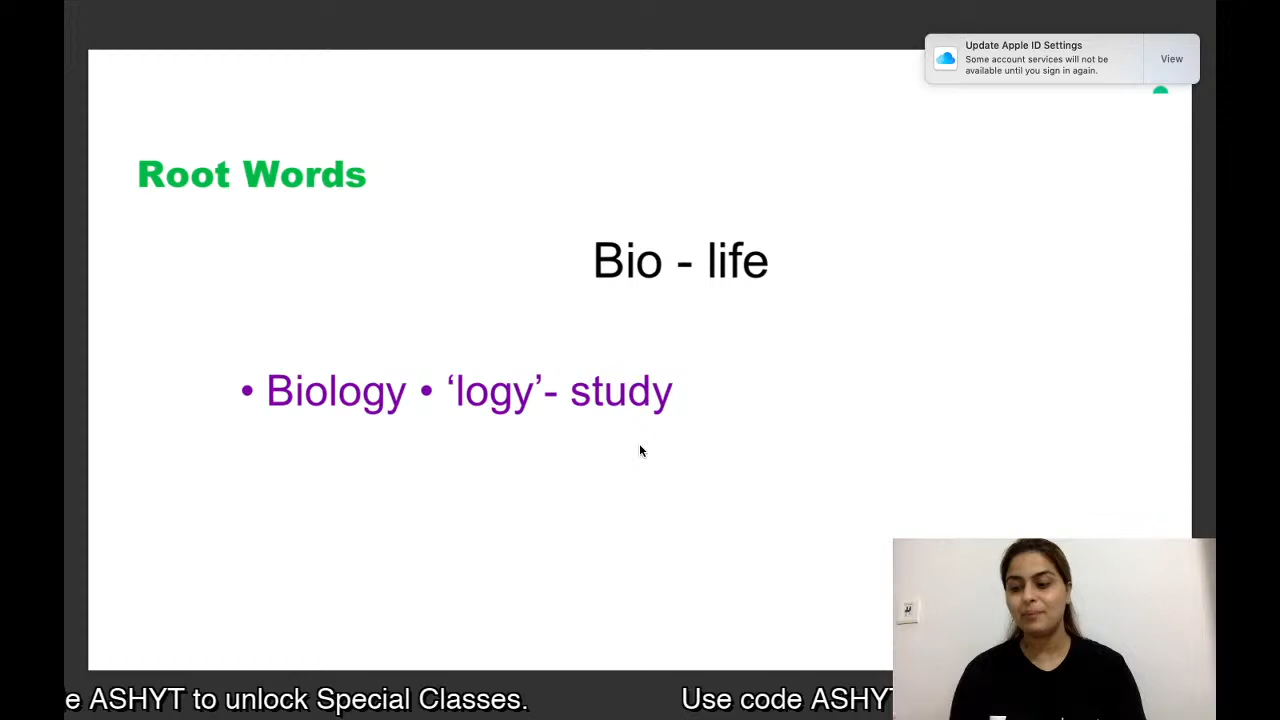 Update Apple ID Settings
Some account services will not be
available until you sign in again.
View
Root Words
Bio - life
• Biology • ‘logy’- study
e ASHYT to unlock Special Classes.
Use code ASHYT